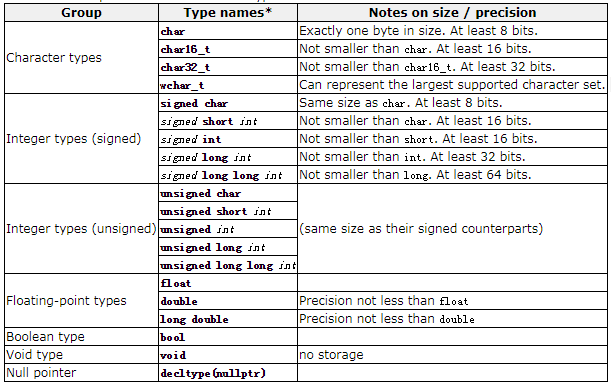 Group Type names* Notes on size / precision
Character types
char Exactly one byte in size. At least 8 bits.
char16_t Not smaller than char. At least 16 bits.
char32_t Not smaller than char16_t. At least 32 bits.
wchar_t Can represent the largest supported character set.
Integer types (signed)
signed char Same size as char. At least 8 bits.
signed short int Not smaller than char. At least 16 bits.
signed int Not smaller than short. At least 16 bits.
signed long int Not smaller than int. At least 32 bits.
signed long long int Not smaller than long. At least 64 bits.
Integer types (unsigned)
unsigned char
unsigned short int
unsigned int
unsigned long int
unsigned long long int
(same size as their signed counterparts)
Floating-point types
float
double Precision not less than float
long double Precision not less than double
Boolean type bool
Void type void no storage
Null pointer decltype(nullptr)